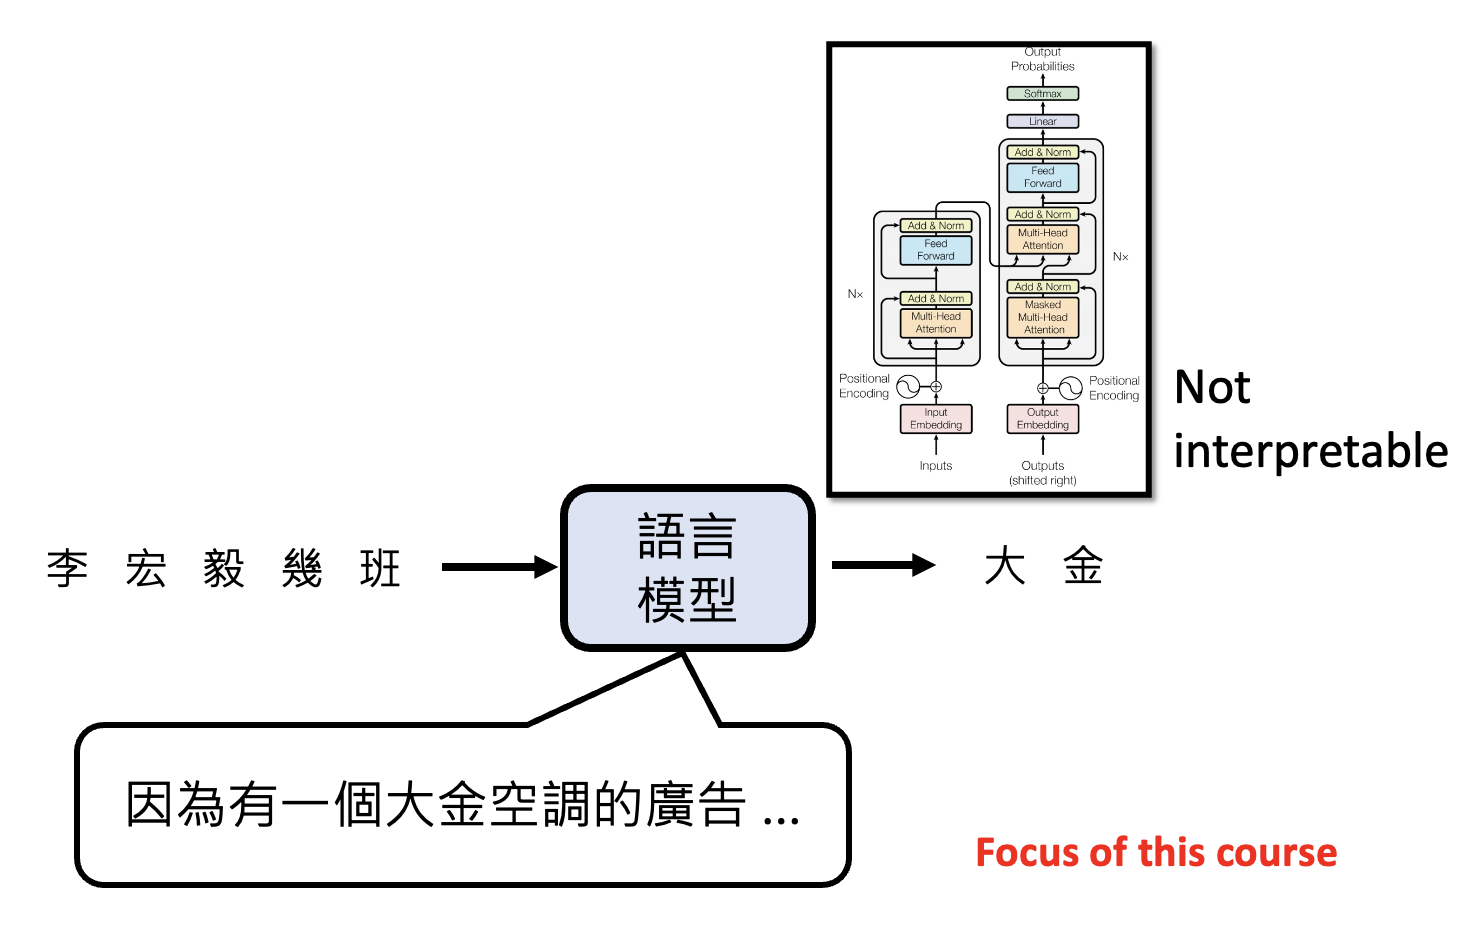 Output
Probabilities
Softmax
Linear
Add & Norm
Feed
Forward
Add & Norm
Multi-Head
Attention
Add & Norm
Masked
Multi-Head
Attention
Nx
Add & Norm
Feed
Forward
Add & Norm
Multi-Head
Attention
Nx
Positional
Encoding
Positional
Encoding
Input
Embedding
Output
Embedding
Inputs
Outputs
(shifted right)
Not
interpretable
李 宏 毅 幾 班
語言
模型
大 金
因為有一個大金空調的廣告 ...
Focus of this course